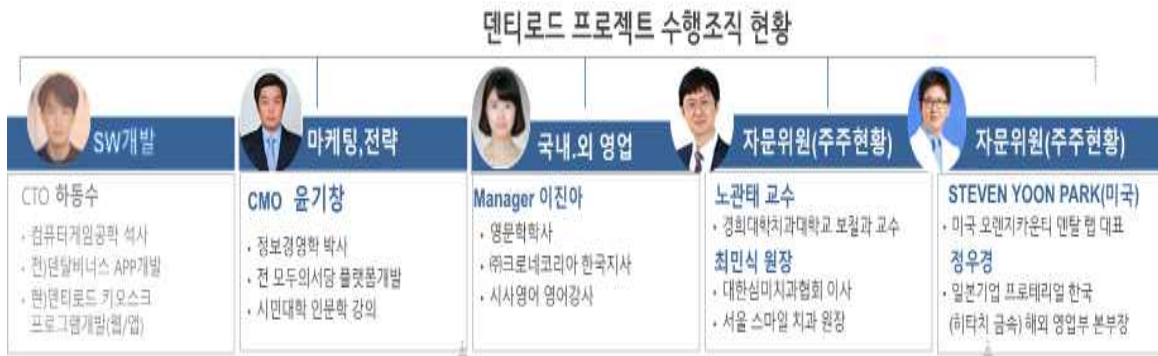 덴티로드 프로젝트 수행조직 현황
SW개발
CTO 하동수
· 컴퓨터게임공학 석사
· 전)덴탈비너스 APP개발
· 현)덴티로드 키오스크
프로그램개발(웹/앱)
마케팅,전략
CMO 윤기창
· 정보경영학 박사
· 전 모두의서당 플랫폼개발
· 시민대학 인문학 강의
국내.외 영업
Manager 이진아
· 영문학학사
· ㈜크로네코리아 한국지사
· 시사영어 영어강사
자문위원(주주현황)
노관태 교수
· 경희대학치과대학교 보철과 교수
최민식 원장
· 대한심미치과협회 이사
· 서울 스마일 치과 원장
자문위원(주주현황)
STEVEN YOON PARK(미국)
· 미국 오렌지카운티 덴탈 랩 대표
정우경
· 일본기업 프로테리얼 한국
(히타치 금속) 해외 영업부 본부장